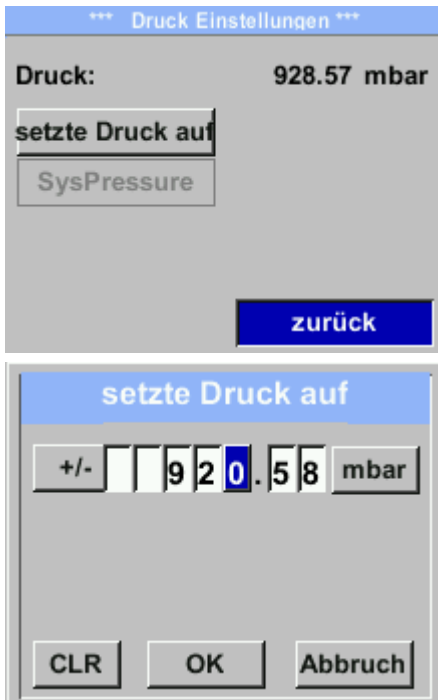 *** Druck Einstellungen ***
Druck: 928.57 mbar
setzte Druck auf
SysPressure
zurück
setzte Druck auf
+/- 920.58 mbar
CLR OK Abbruch